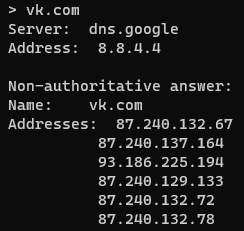 > vk.com
Server:  dns.google
Address:  8.8.4.4

Non-authoritative answer:
Name:    vk.com
Addresses:  87.240.132.67
          87.240.137.164
          93.186.225.194
          87.240.129.133
          87.240.132.72
          87.240.132.78